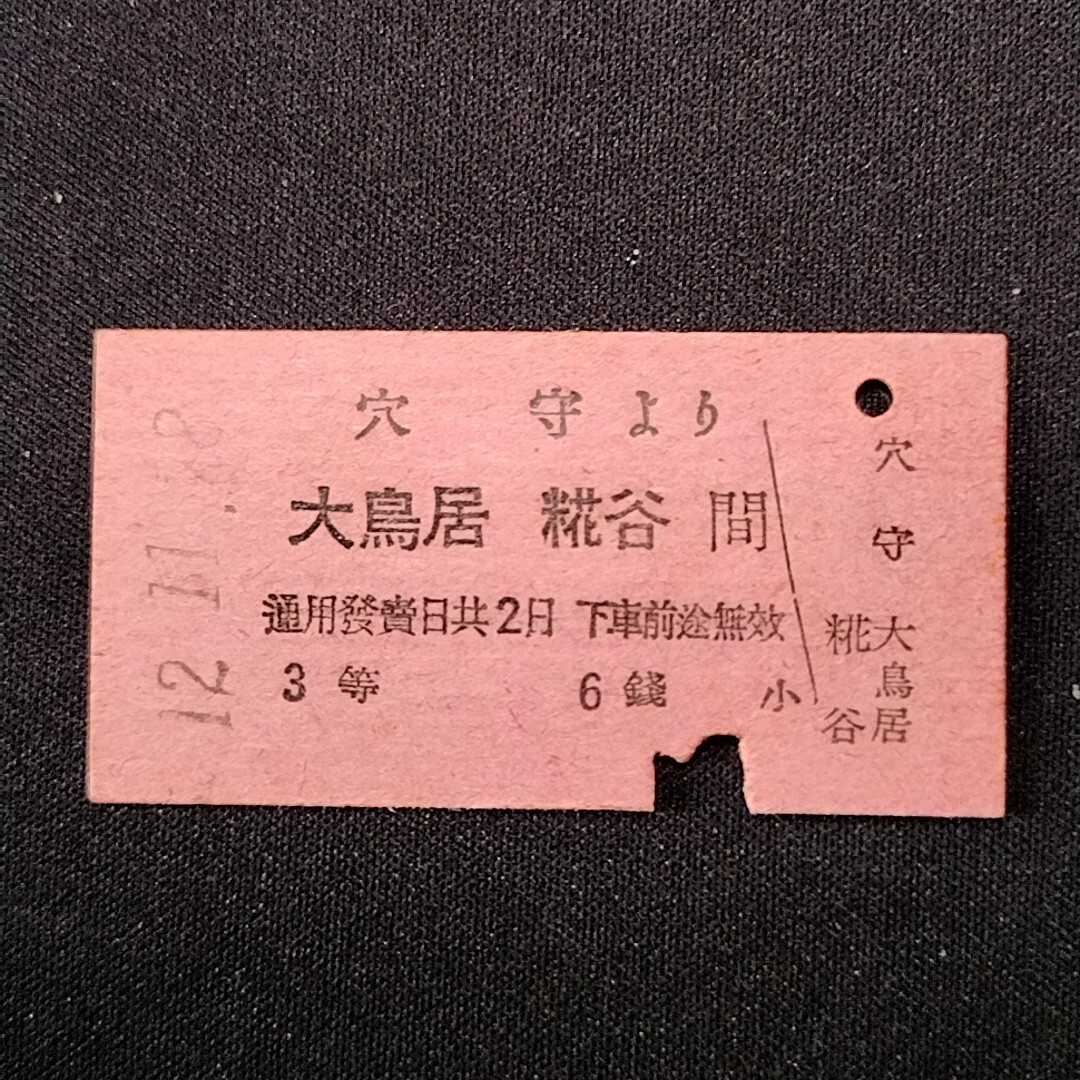 穴守より
大鳥居 糀谷 間
通用發賣日共2日 下車前途無效
3等 6錢 小
穴守
大鳥居
糀谷
12.11.8